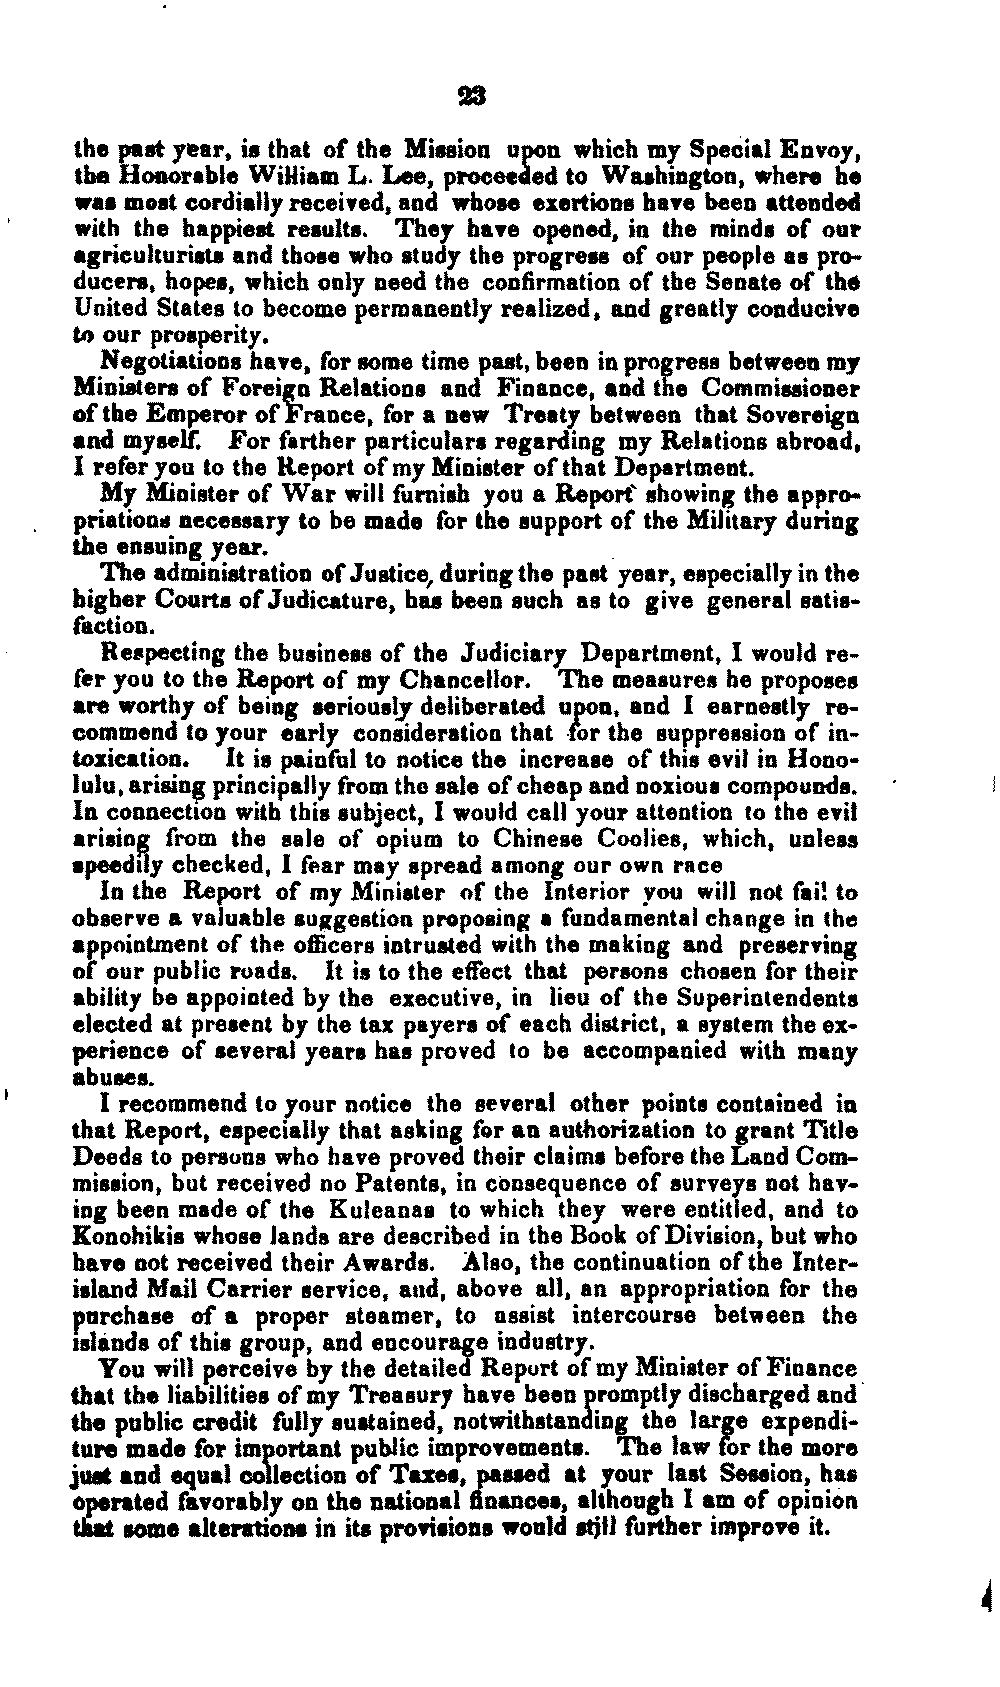 23
the past year, is that of the Mission upon which my Special Envoy,
the Honorable William L. Lee, proceeded to Washington, where he
was most cordially received, and whose exertions have been attended
with the happiest results. They have opened, in the minds of our
agriculturists and those who study the progress of our people as pro-
ducers, hopes, which only need the confirmation of the Senate of the
United States to become permanently realized, and greatly conducive
to our prosperity.
Negotiations have, for some time past, been in progress between my
Ministers of Foreign Relations and Finance, and the Commissioner
of the Emperor of France, for a new Treaty between that Sovereign
and myself. For farther particulars regarding my Relations abroad,
I refer you to the Report of my Minister of that Department.
My Minister of War will furnish you a Report showing the appro-
priations necessary to be made for the support of the Military during
the ensuing year.
The administration of Justice, during the past year, especially in the
higher Courts of Judicature, has been such as to give general satis-
faction.
Respecting the business of the Judiciary Department, I would re-
fer you to the Report of my Chancellor. The measures he proposes
are worthy of being seriously deliberated upon, and I earnestly re-
commend to your early consideration that for the suppression of in-
toxication. It is painful to notice the increase of this evil in Hono-
lulu, arising principally from the sale of cheap and noxious compounds.
In connection with this subject, I would call your attention to the evil
arising from the sale of opium to Chinese Coolies, which, unless
speedily checked, I fear may spread among our own race
In the Report of my Minister of the Interior you will not fail to
observe a valuable suggestion proposing a fundamental change in the
appointment of the officers intrusted with the making and preserving
of our public roads. It is to the effect that persons chosen for their
ability be appointed by the executive, in lieu of the Superintendents
elected at present by the tax payers of each district, a system the ex-
perience of several years has proved to be accompanied with many
abuses.
I recommend to your notice the several other points contained in
that Report, especially that asking for an authorization to grant Title
Deeds to persons who have proved their claims before the Land Com-
mission, but received no Patents, in consequence of surveys not hav-
ing been made of the Kuleanas to which they were entitled, and to
Konohikis whose lands are described in the Book of Division, but who
have not received their Awards. Also, the continuation of the Inter-
island Mail Carrier service, and, above all, an appropriation for the
purchase of a proper steamer, to assist intercourse between the
islands of this group, and encourage industry.
You will perceive by the detailed Report of my Minister of Finance
that the liabilities of my Treasury have been promptly discharged and
the public credit fully sustained, notwithstanding the large expendi-
ture made for important public improvements. The law for the more
just and equal collection of Taxes, passed at your last Session, has
operated favorably on the national finances, although I am of opinion
that some alterations in its provisions would still further improve it.